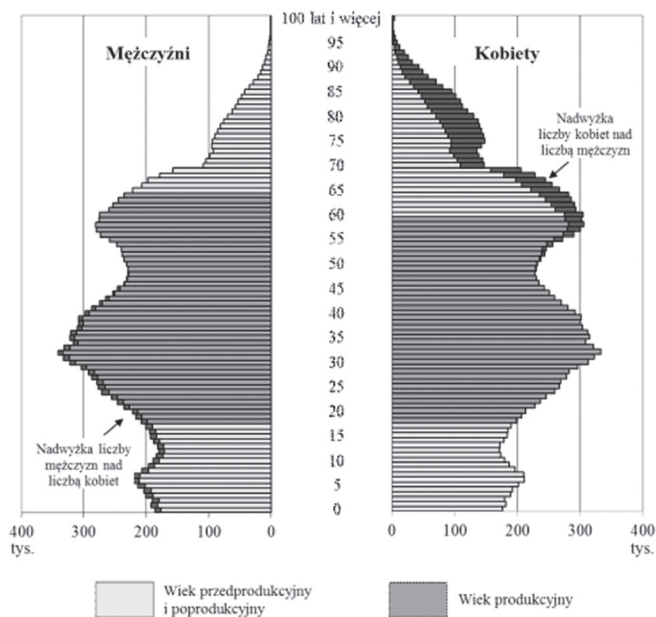 100 lat i więcej
Mężczyźni
Kobiety
95
90
85
80
75
70
65
60
55
50
45
40
35
30
25
20
15
10
5
0
Nadwyżka
liczby kobiet nad
liczbą mężczyzn
Nadwyżka liczby
mężczyzn nad
liczbą kobiet
400 300 200 100 0
tys.
0 100 200 300 400
tys.
Wiek przedprodukcyjny
i poprodukcyjny
Wiek produkcyjny